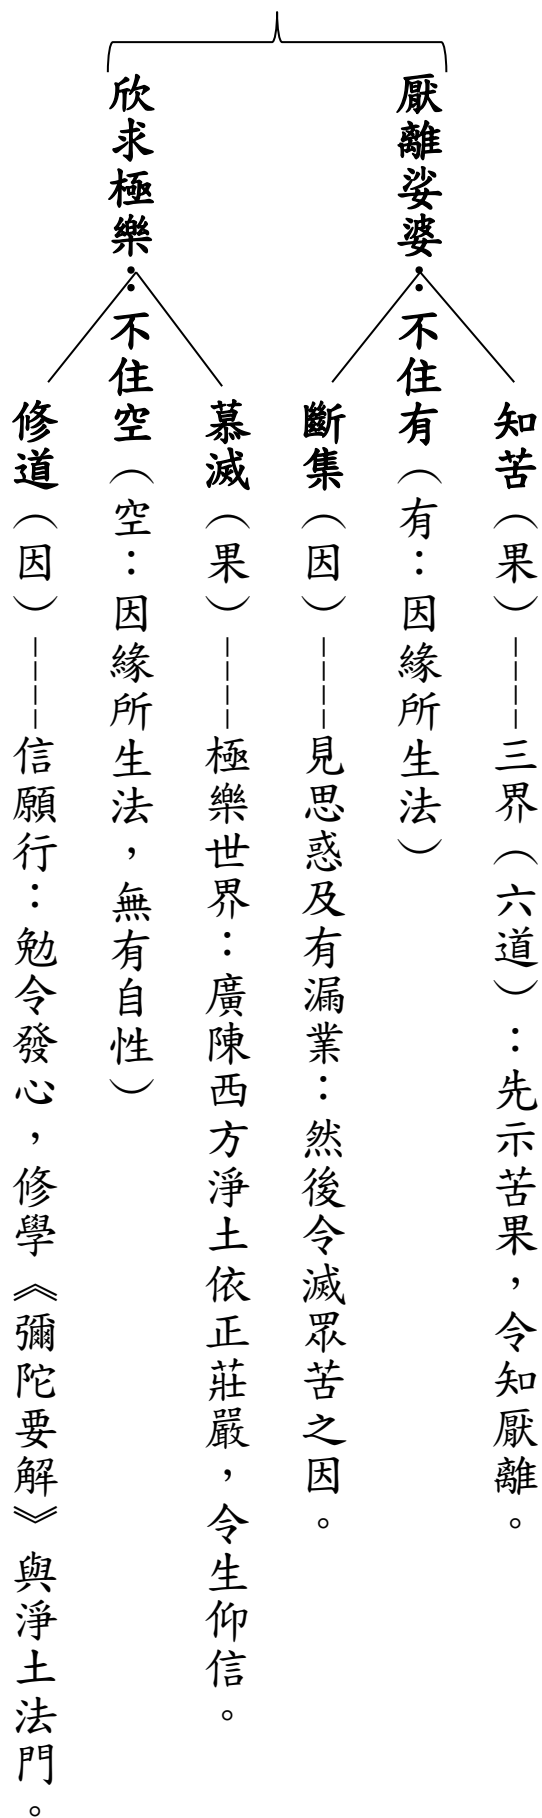 知苦（果）----三界（六道）：先示苦果，令知厭離。
厭離娑婆：不住有（有：因緣所生法）
斷集（因）----見思惑及有漏業：然後令滅眾苦之因。
慕滅（果）----極樂世界：廣陳西方淨土依正莊嚴，令生仰信。
欣求極樂：不住空（空：因緣所生法，無有自性）
修道（因）----信願行：勉令發心，修學《彌陀要解》與淨土法門。